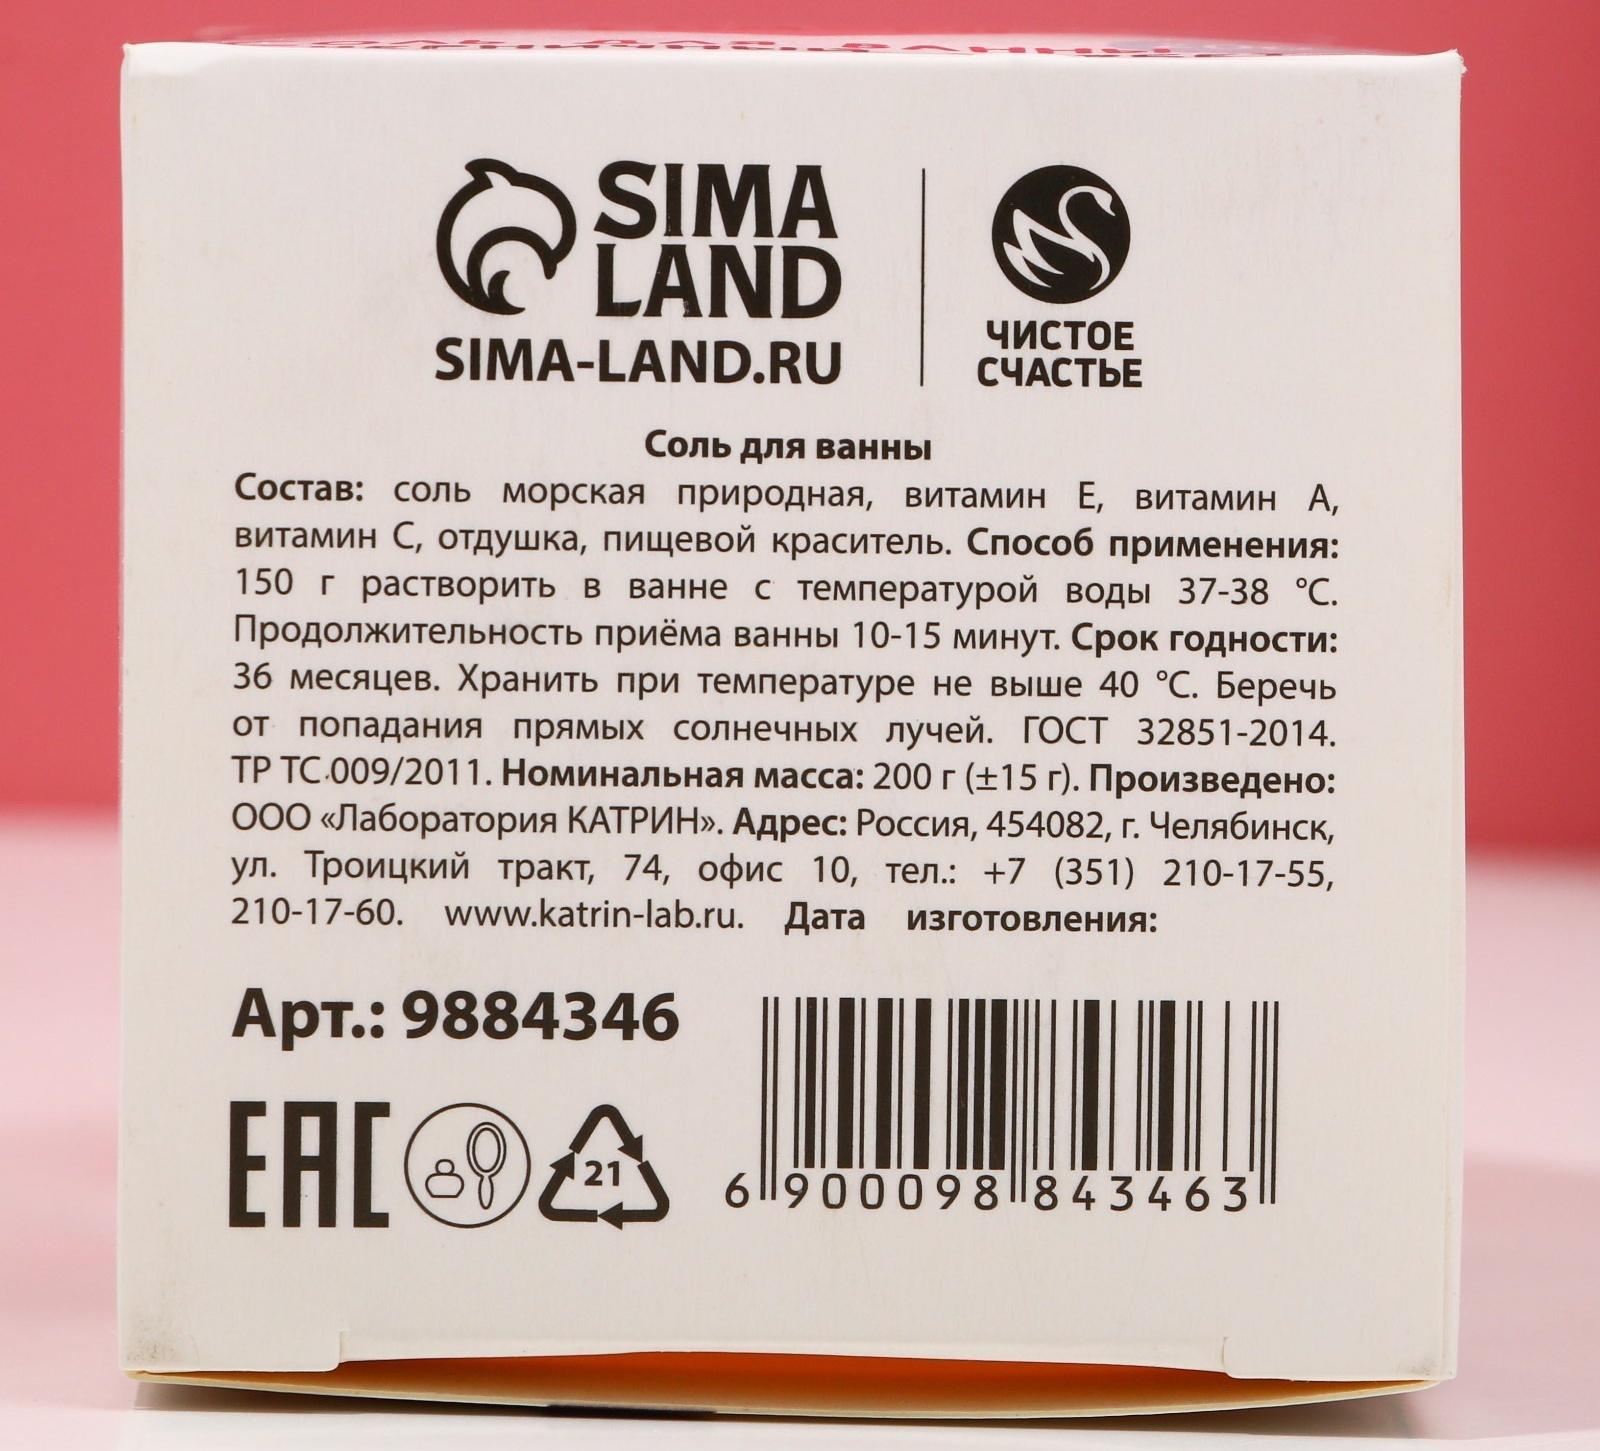 СОЛЬ ДЛЯ ВАННЫ
SIMA
LAND
SIMA-LAND.RU
ЧИСТОЕ
СЧАСТЬЕ
Соль для ванны
Состав: соль морская природная, витамин Е, витамин А,
витамин С, отдушка, пищевой краситель. Способ применения:
150 г растворить в ванне с температурой воды 37-38 °С.
Продолжительность приёма ванны 10-15 минут. Срок годности:
36 месяцев. Хранить при температуре не выше 40 °С. Беречь
от попадания прямых солнечных лучей. ГОСТ 32851-2014.
ТР ТС 009/2011. Номинальная масса: 200 г (±15 г). Произведено:
ООО «Лаборатория КАТРИН». Адрес: Россия, 454082, г. Челябинск,
ул. Троицкий тракт, 74, офис 10, тел.: +7 (351) 210-17-55,
210-17-60. www.katrin-lab.ru. Дата изготовления:
Арт.: 9884346
EAC
21
6 900098 843463